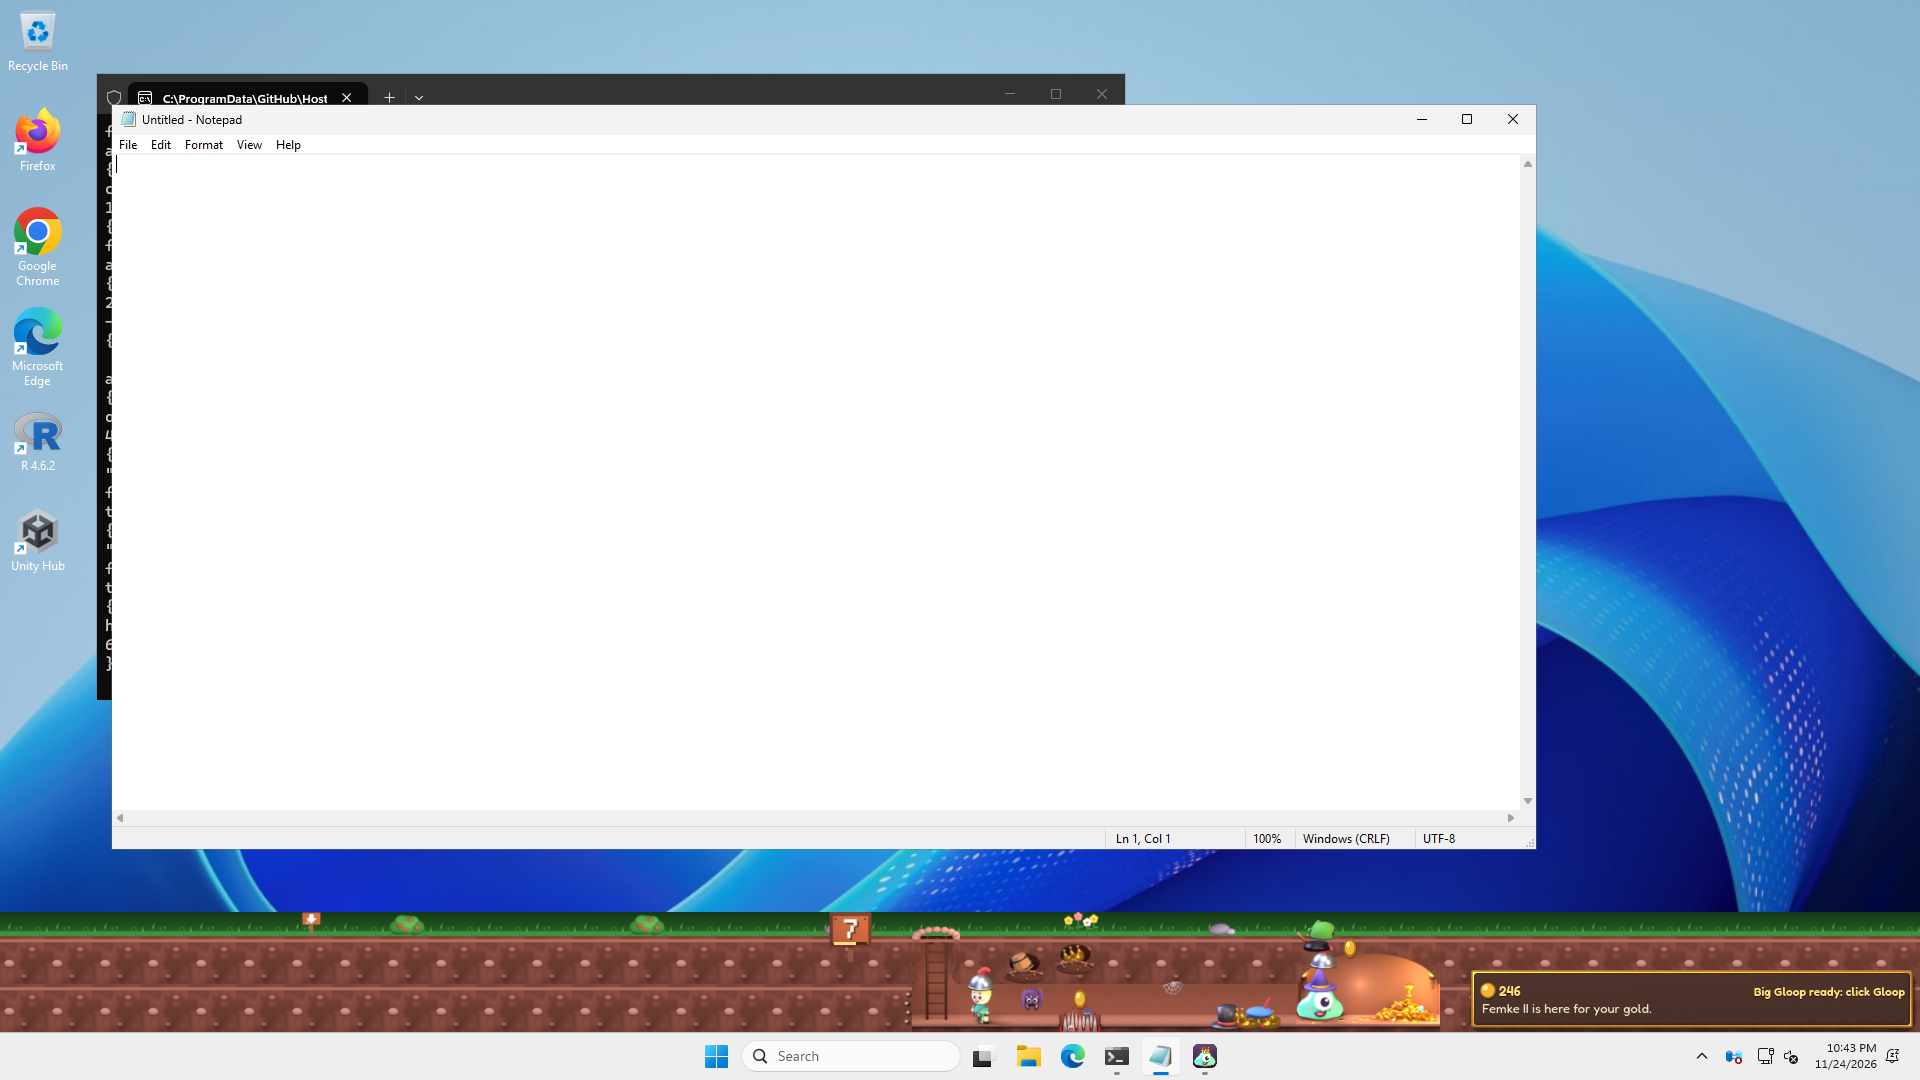 Recycle Bin
Firefox
Google
Chrome
Microsoft
Edge
R 4.6.2
Unity Hub
C:\ProgramData\GitHub\Host
Untitled - Notepad
File Edit Format View Help
Ln 1, Col 1 100% Windows (CRLF) UTF-8
7
246 Big Gloop ready: click Gloop
Femke II is here for your gold.
Search
10:43 PM
11/24/2026